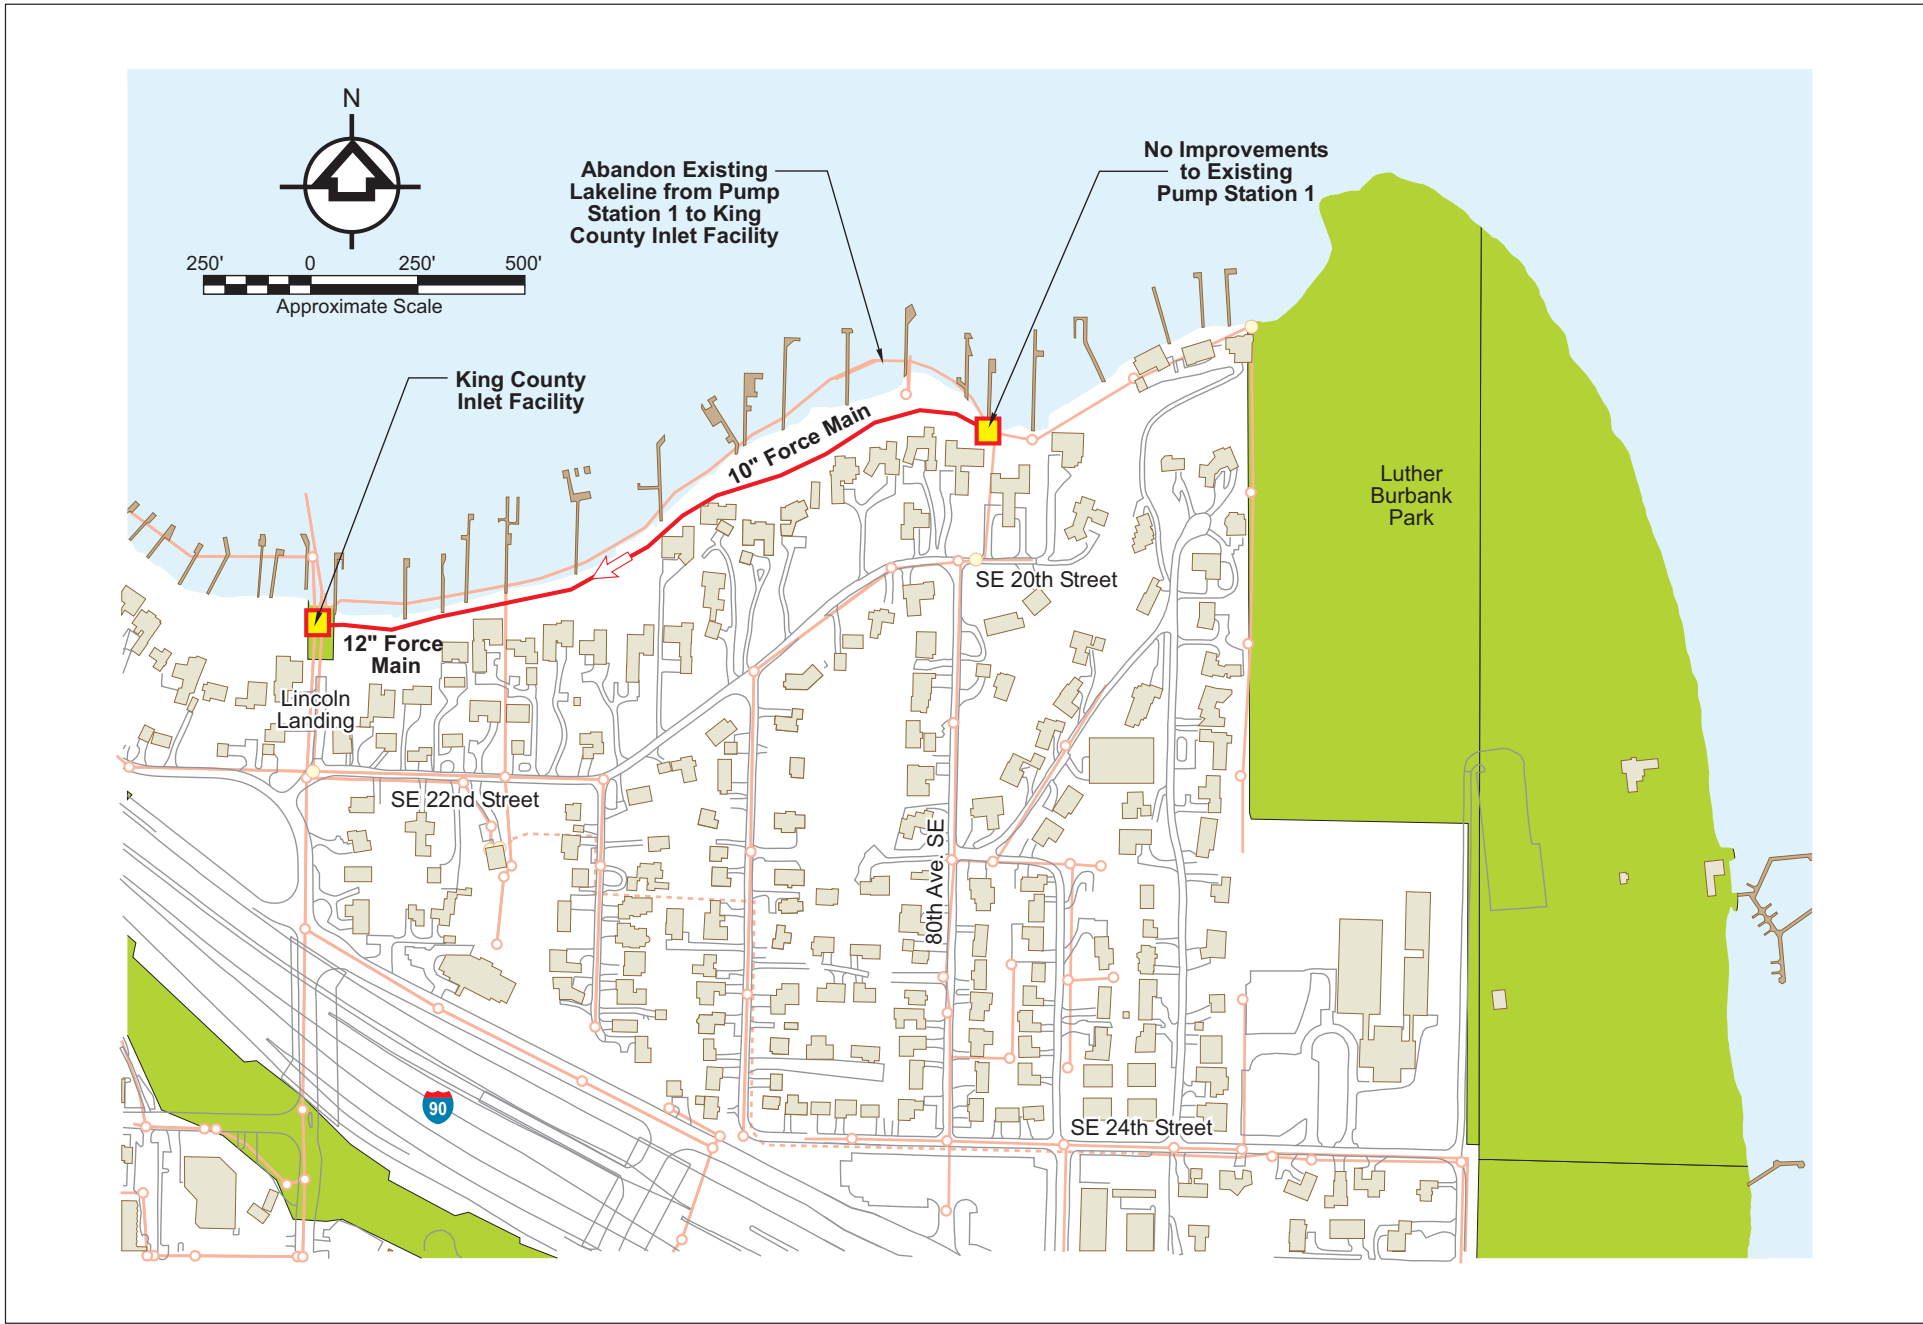 N
250' 0 250' 500'
Approximate Scale
Abandon Existing
Lakeline from Pump
Station 1 to King
County Inlet Facility
No Improvements
to Existing
Pump Station 1
King County
Inlet Facility
10" Force Main
12" Force
Main
Lincoln
Landing
Luther
Burbank
Park
SE 20th Street
SE 22nd Street
80th Ave. SE
90
SE 24th Street